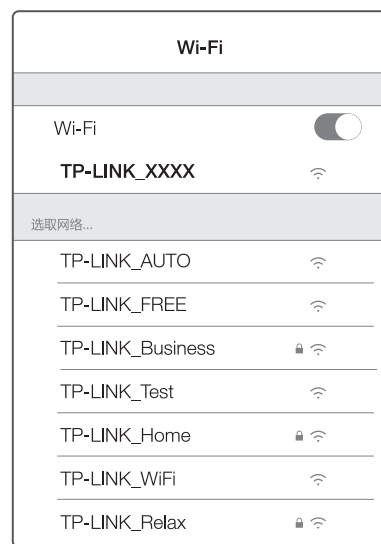 Wi-Fi
Wi-Fi
TP-LINK_XXXX
选取网络...
TP-LINK_AUTO
TP-LINK_FREE
TP-LINK_Business
TP-LINK_Test
TP-LINK_Home
TP-LINK_WiFi
TP-LINK_Relax